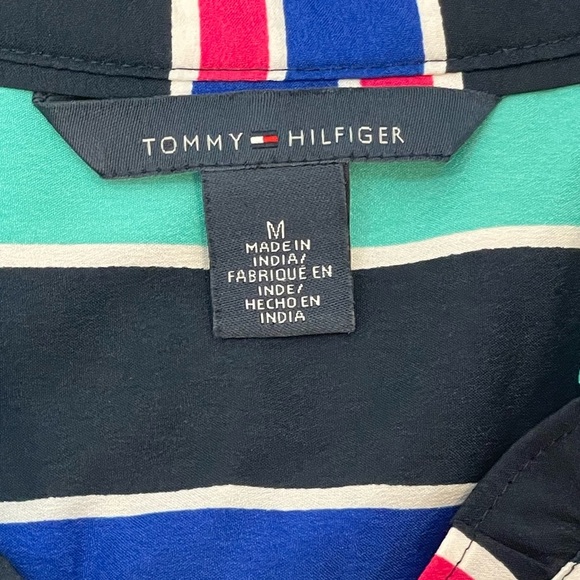 TOMMY HILFIGER
M
MADE IN
INDIA/
FABRIQUÉ EN
INDE/
HECHO EN
INDIA